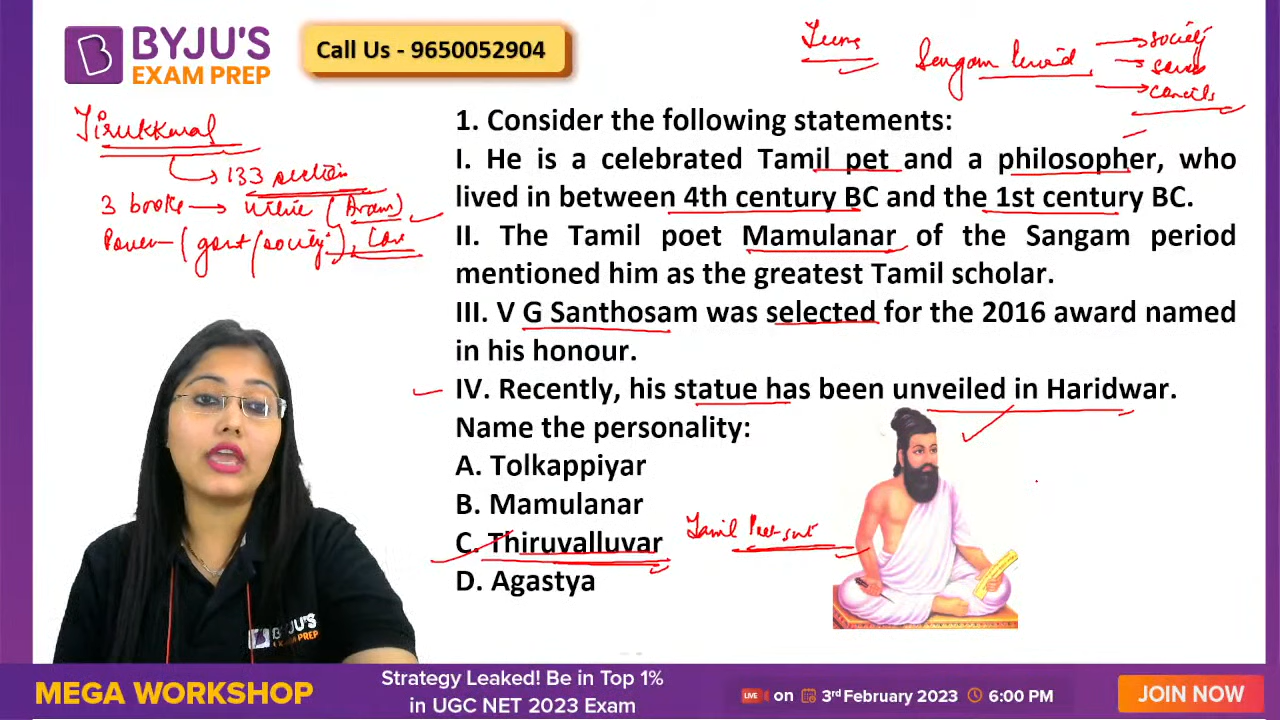 BYJU'S
EXAM PREP
Call Us - 9650052904
Sangam
society
Tirukkural
133 section
3 books
Power (govt/society),
1. Consider the following statements:
I. He is a celebrated Tamil pet and a philosopher, who
lived in between 4th century BC and the 1st century BC.
II. The Tamil poet Mamulanar of the Sangam period
mentioned him as the greatest Tamil scholar.
III. V G Santhosam was selected for the 2016 award named
in his honour.
IV. Recently, his statue has been unveiled in Haridwar.
Name the personality:
A. Tolkappiyar
B. Mamulanar
C. Thiruvalluvar
Tamil
D. Agastya
BYJU'S
EXAM PREP
MEGA WORKSHOP
Strategy Leaked! Be in Top 1%
in UGC NET 2023 Exam
LIVE on 3rd February 2023 6:00 PM
JOIN NOW